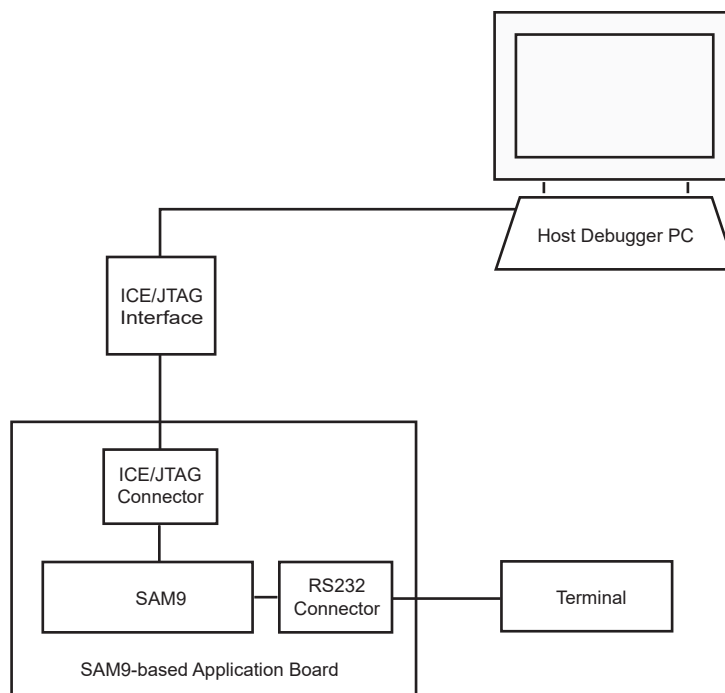 Host Debugger PC
ICE/JTAG
Interface
ICE/JTAG
Connector
SAM9
RS232
Connector
Terminal
SAM9-based Application Board